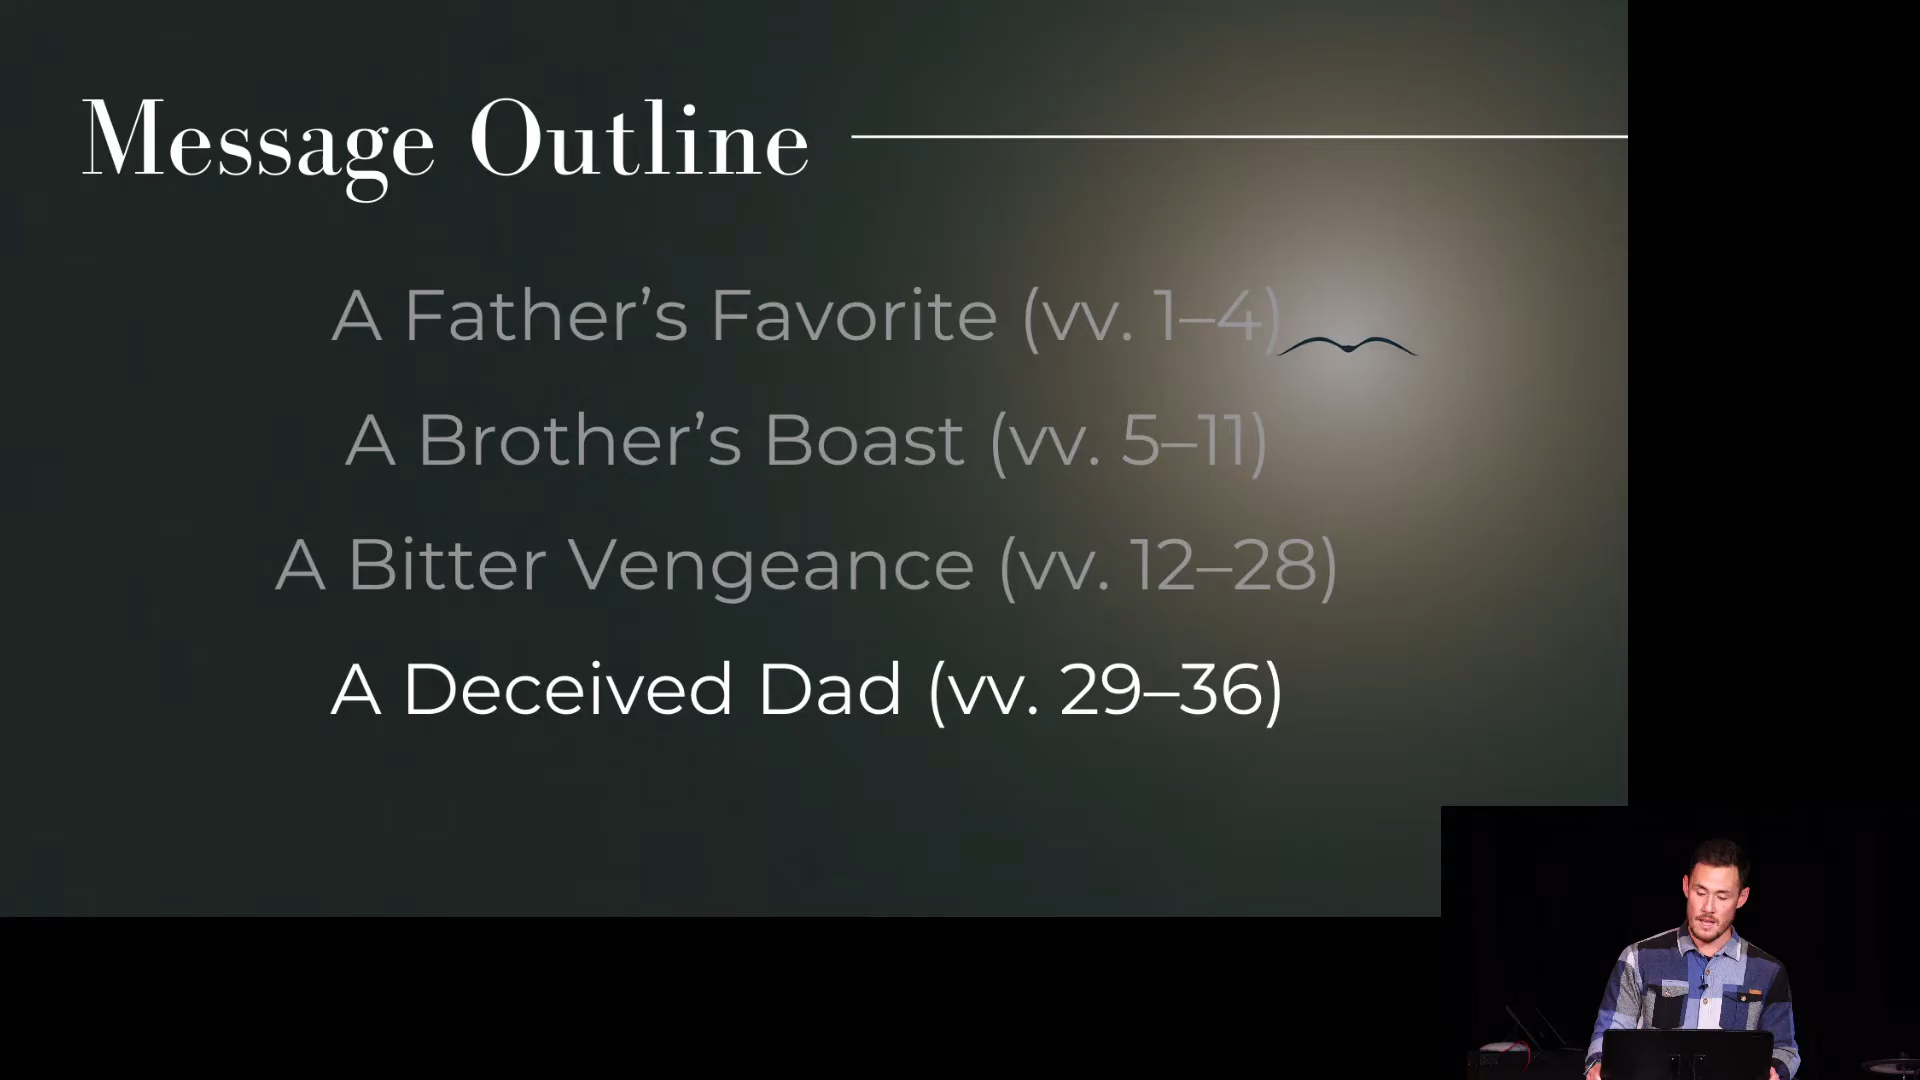 Message Outline
A Father’s Favorite (vv. 1–4)
A Brother’s Boast (vv. 5–11)
A Bitter Vengeance (vv. 12–28)
A Deceived Dad (vv. 29–36)